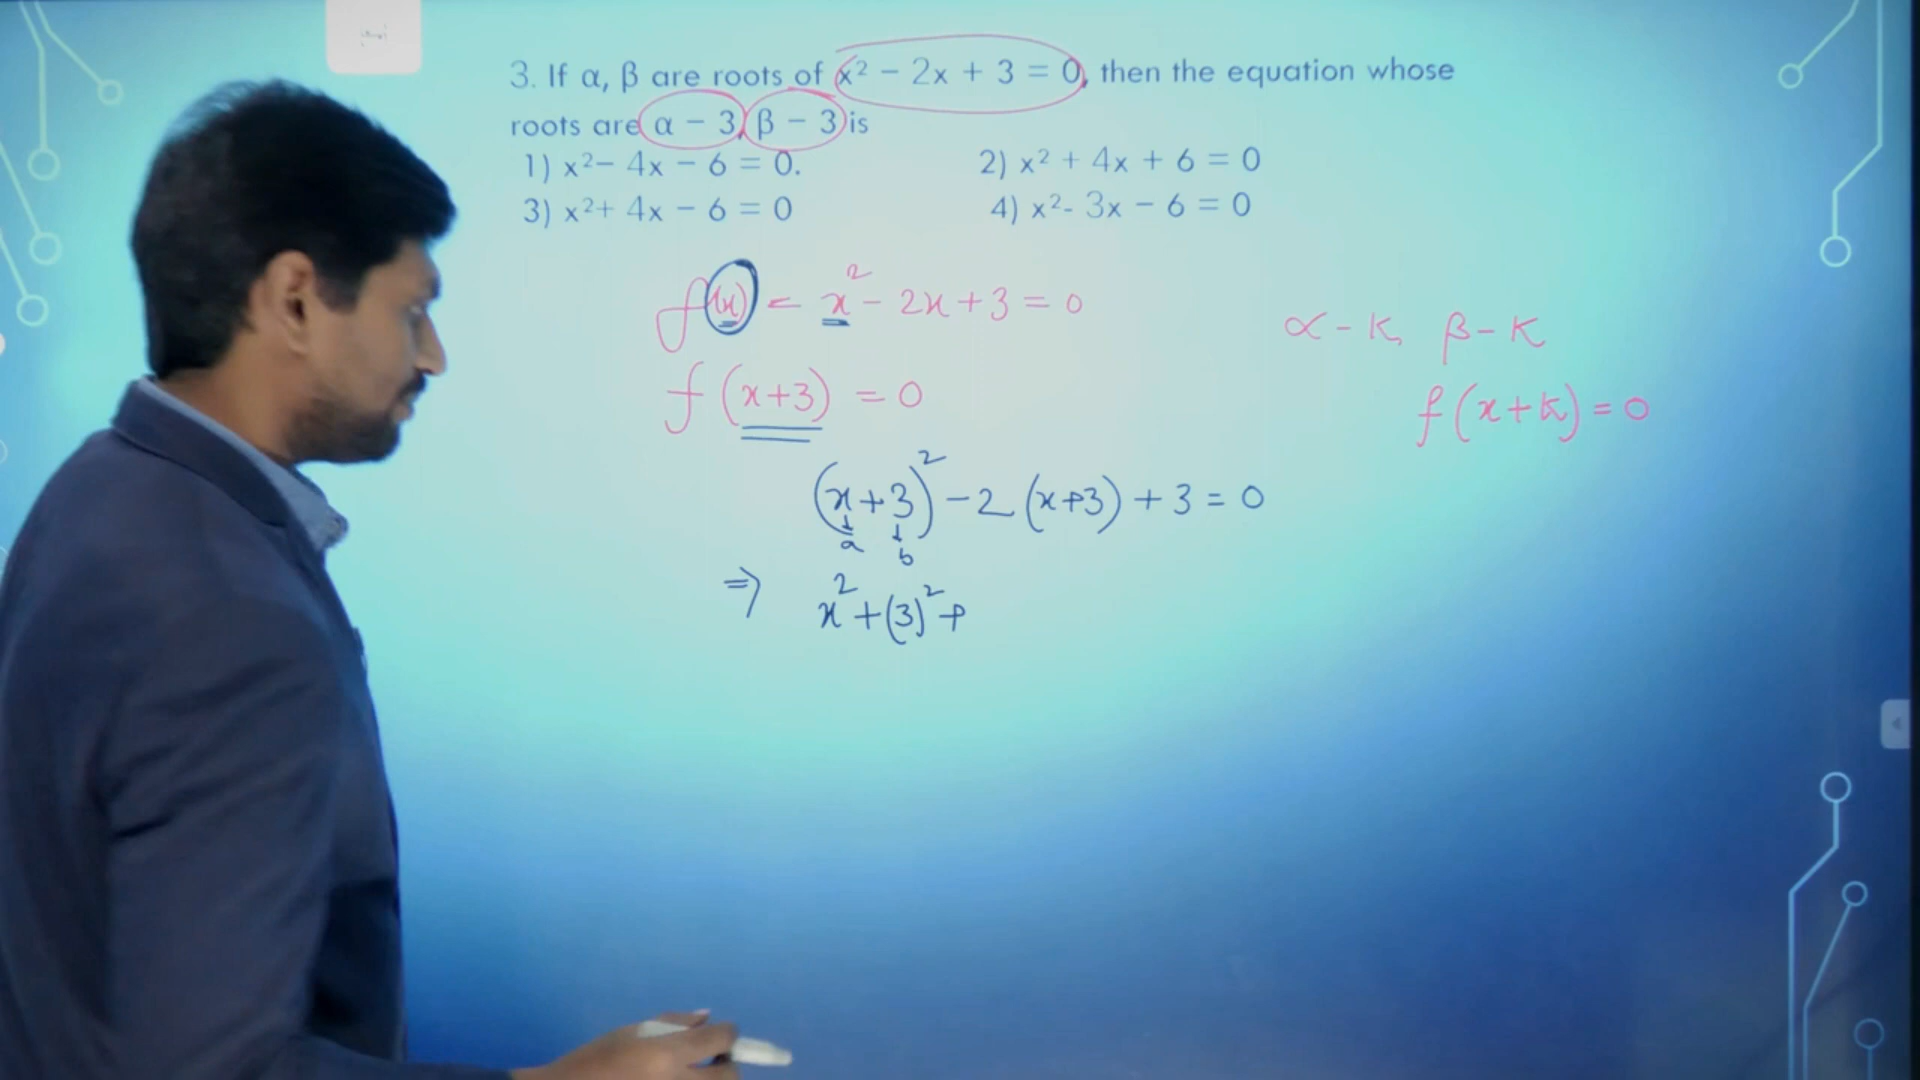 3. If α, β are roots of x² − 2x + 3 = 0, then the equation whose
roots are α − 3, β − 3 is
1) x²− 4x − 6 = 0.
2) x² + 4x + 6 = 0
3) x²+ 4x − 6 = 0
4) x²- 3x − 6 = 0
f(x) = x² - 2x + 3 = 0
α - K, β - K
f(x+3) = 0
f(x+K) = 0
(x+3)² - 2(x+3) + 3 = 0
a b
⇒ x² + (3)² +